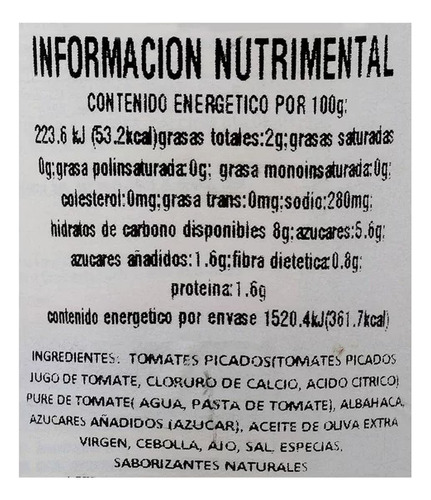 INFORMACION NUTRIMENTAL
CONTENIDO ENERGETICO POR 100g:
223.6 kJ (53.2kcal)grasas totales:2g;grasas saturadas
0g;grasa polinsaturada:0g; grasa monoinsaturada:0g;
colesterol:0mg;grasa trans:0mg;sodio:280mg;
hidratos de carbono disponibles 8g;azucares:5.6g;
azucares añadidos:1.6g;fibra dietetica:0.8g;
proteina:1.6g
contenido energetico por envase 1520.4kJ(361.7kcal)
INGREDIENTES: TOMATES PICADOS(TOMATES PICADOS
JUGO DE TOMATE, CLORURO DE CALCIO, ACIDO CITRICO)
PURE DE TOMATE( AGUA, PASTA DE TOMATE), ALBAHACA,
AZUCARES AÑADIDOS (AZUCAR), ACEITE DE OLIVA EXTRA
VIRGEN, CEBOLLA, AJO, SAL, ESPECIAS,
SABORIZANTES NATURALES